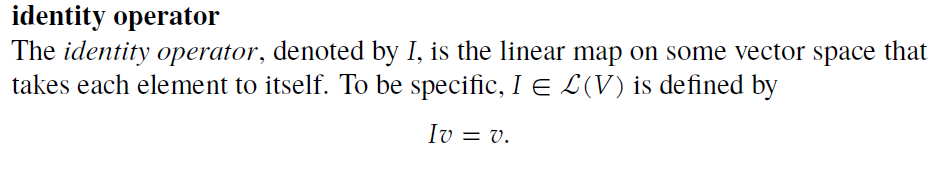 identity operator
The identity operator, denoted by I, is the linear map on some vector space that
takes each element to itself. To be specific, I ∈ ℒ(V) is defined by
Iv = v.